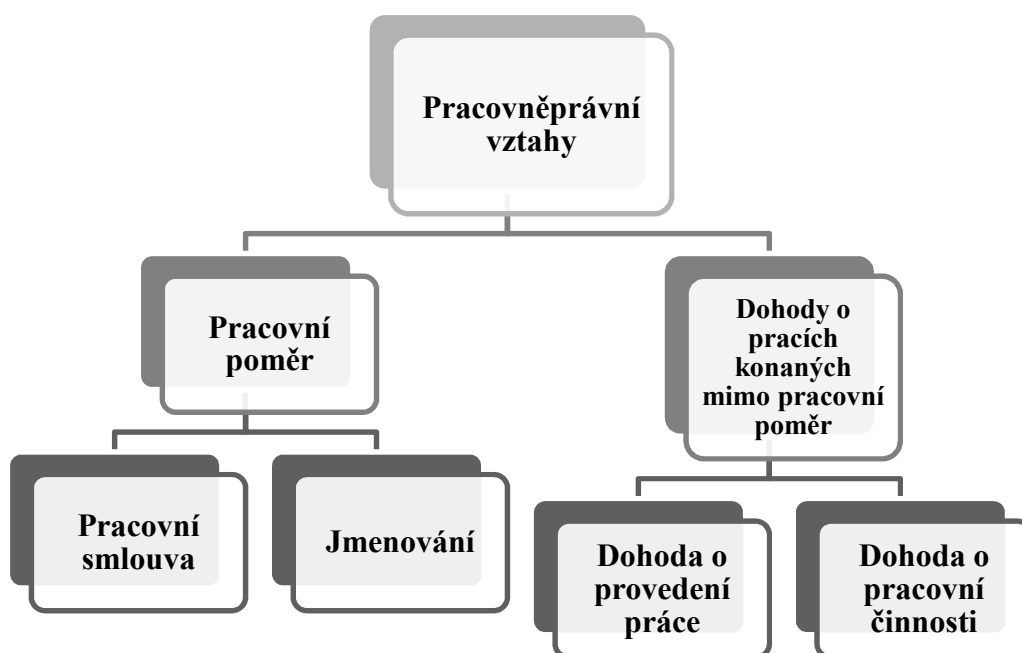 Pracovněprávní
vztahy
Pracovní
poměr
Dohody o
pracích
konaných
mimo pracovní
poměr
Pracovní
smlouva
Jmenování
Dohoda o
provedení
práce
Dohoda o
pracovní
činnosti